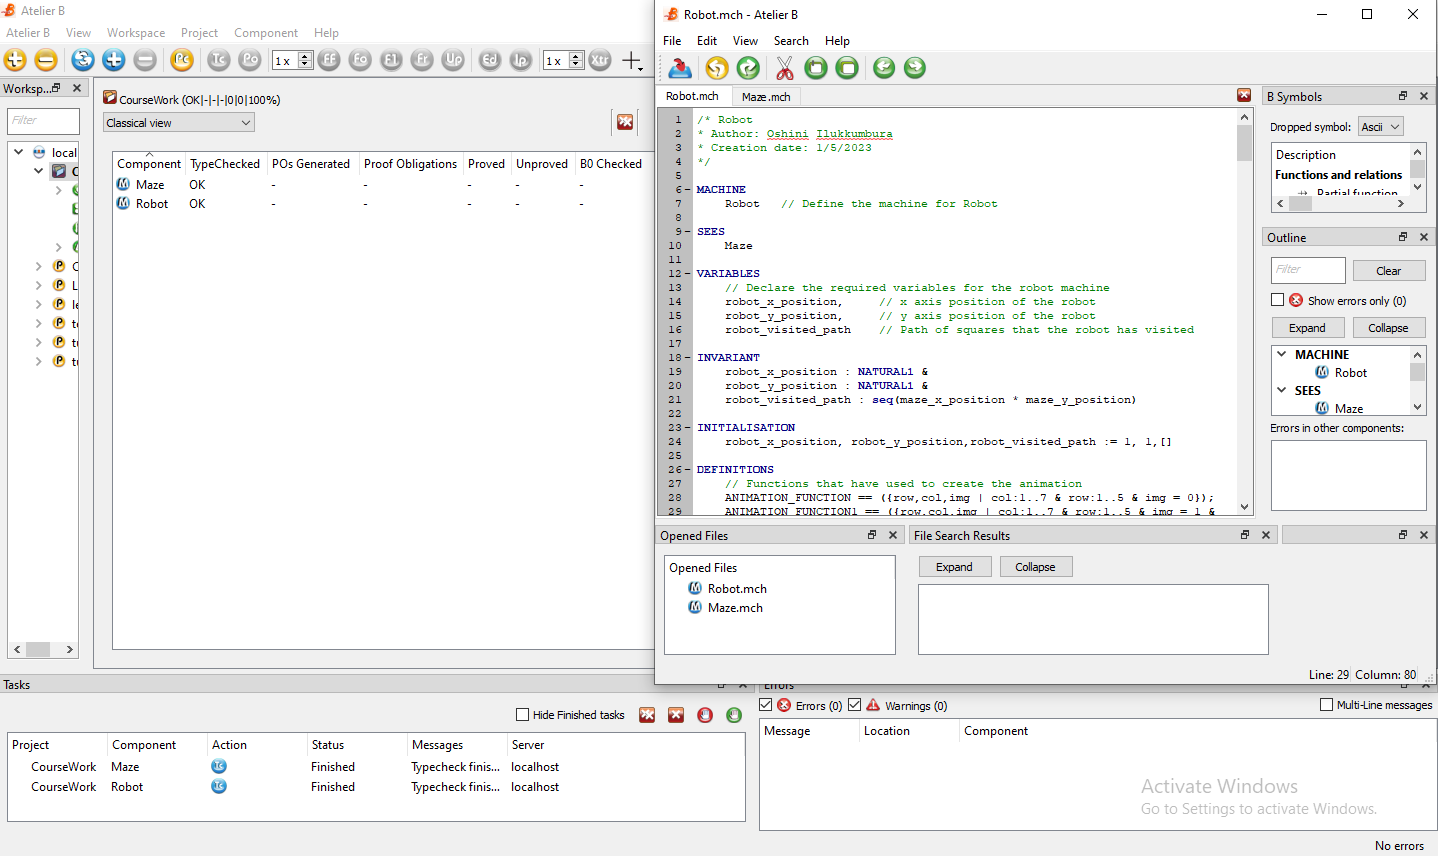 Atelier B
Atelier B View Workspace Project Component Help
1 x
1 x
Worksp...
Filter
local
CourseWork (OK|-|-|-|0|0|100%)
Classical view
Component TypeChecked POs Generated Proof Obligations Proved Unproved B0 Checked
Maze OK - - - - -
Robot OK - - - - -
Robot.mch - Atelier B
File Edit View Search Help
Robot.mch Maze.mch
1 /* Robot
2 * Author: Oshini Ilukkumbura
3 * Creation date: 1/5/2023
4 */
5
6 MACHINE
7 Robot // Define the machine for Robot
8
9 SEES
10 Maze
11
12 VARIABLES
13 // Declare the required variables for the robot machine
14 robot_x_position, // x axis position of the robot
15 robot_y_position, // y axis position of the robot
16 robot_visited_path // Path of squares that the robot has visited
17
18 INVARIANT
19 robot_x_position : NATURAL1 &
20 robot_y_position : NATURAL1 &
21 robot_visited_path : seq(maze_x_position * maze_y_position)
22
23 INITIALISATION
24 robot_x_position, robot_y_position,robot_visited_path := 1, 1,[]
25
26 DEFINITIONS
27 // Functions that have used to create the animation
28 ANIMATION_FUNCTION == ({row,col,img | col:1..7 & row:1..5 & img = 0});
29 ANIMATION_FUNCTION1 == ({row,col,img | col:1..7 & row:1..5 & img = 1 &
B Symbols
Dropped symbol: Ascii
Description
Functions and relations
Partial function
Outline
Filter
Clear
Show errors only (0)
Expand Collapse
MACHINE
Robot
SEES
Maze
Errors in other components:
Opened Files
Opened Files
Robot.mch
Maze.mch
File Search Results
Expand Collapse
Line: 29 Column: 80
Tasks
Hide Finished tasks
Project Component Action Status Messages Server
CourseWork Maze Tc Finished Typecheck finis... localhost
CourseWork Robot Tc Finished Typecheck finis... localhost
Errors
Errors (0) Warnings (0) Multi-Line messages
Message Location Component
Activate Windows
Go to Settings to activate Windows.
No errors